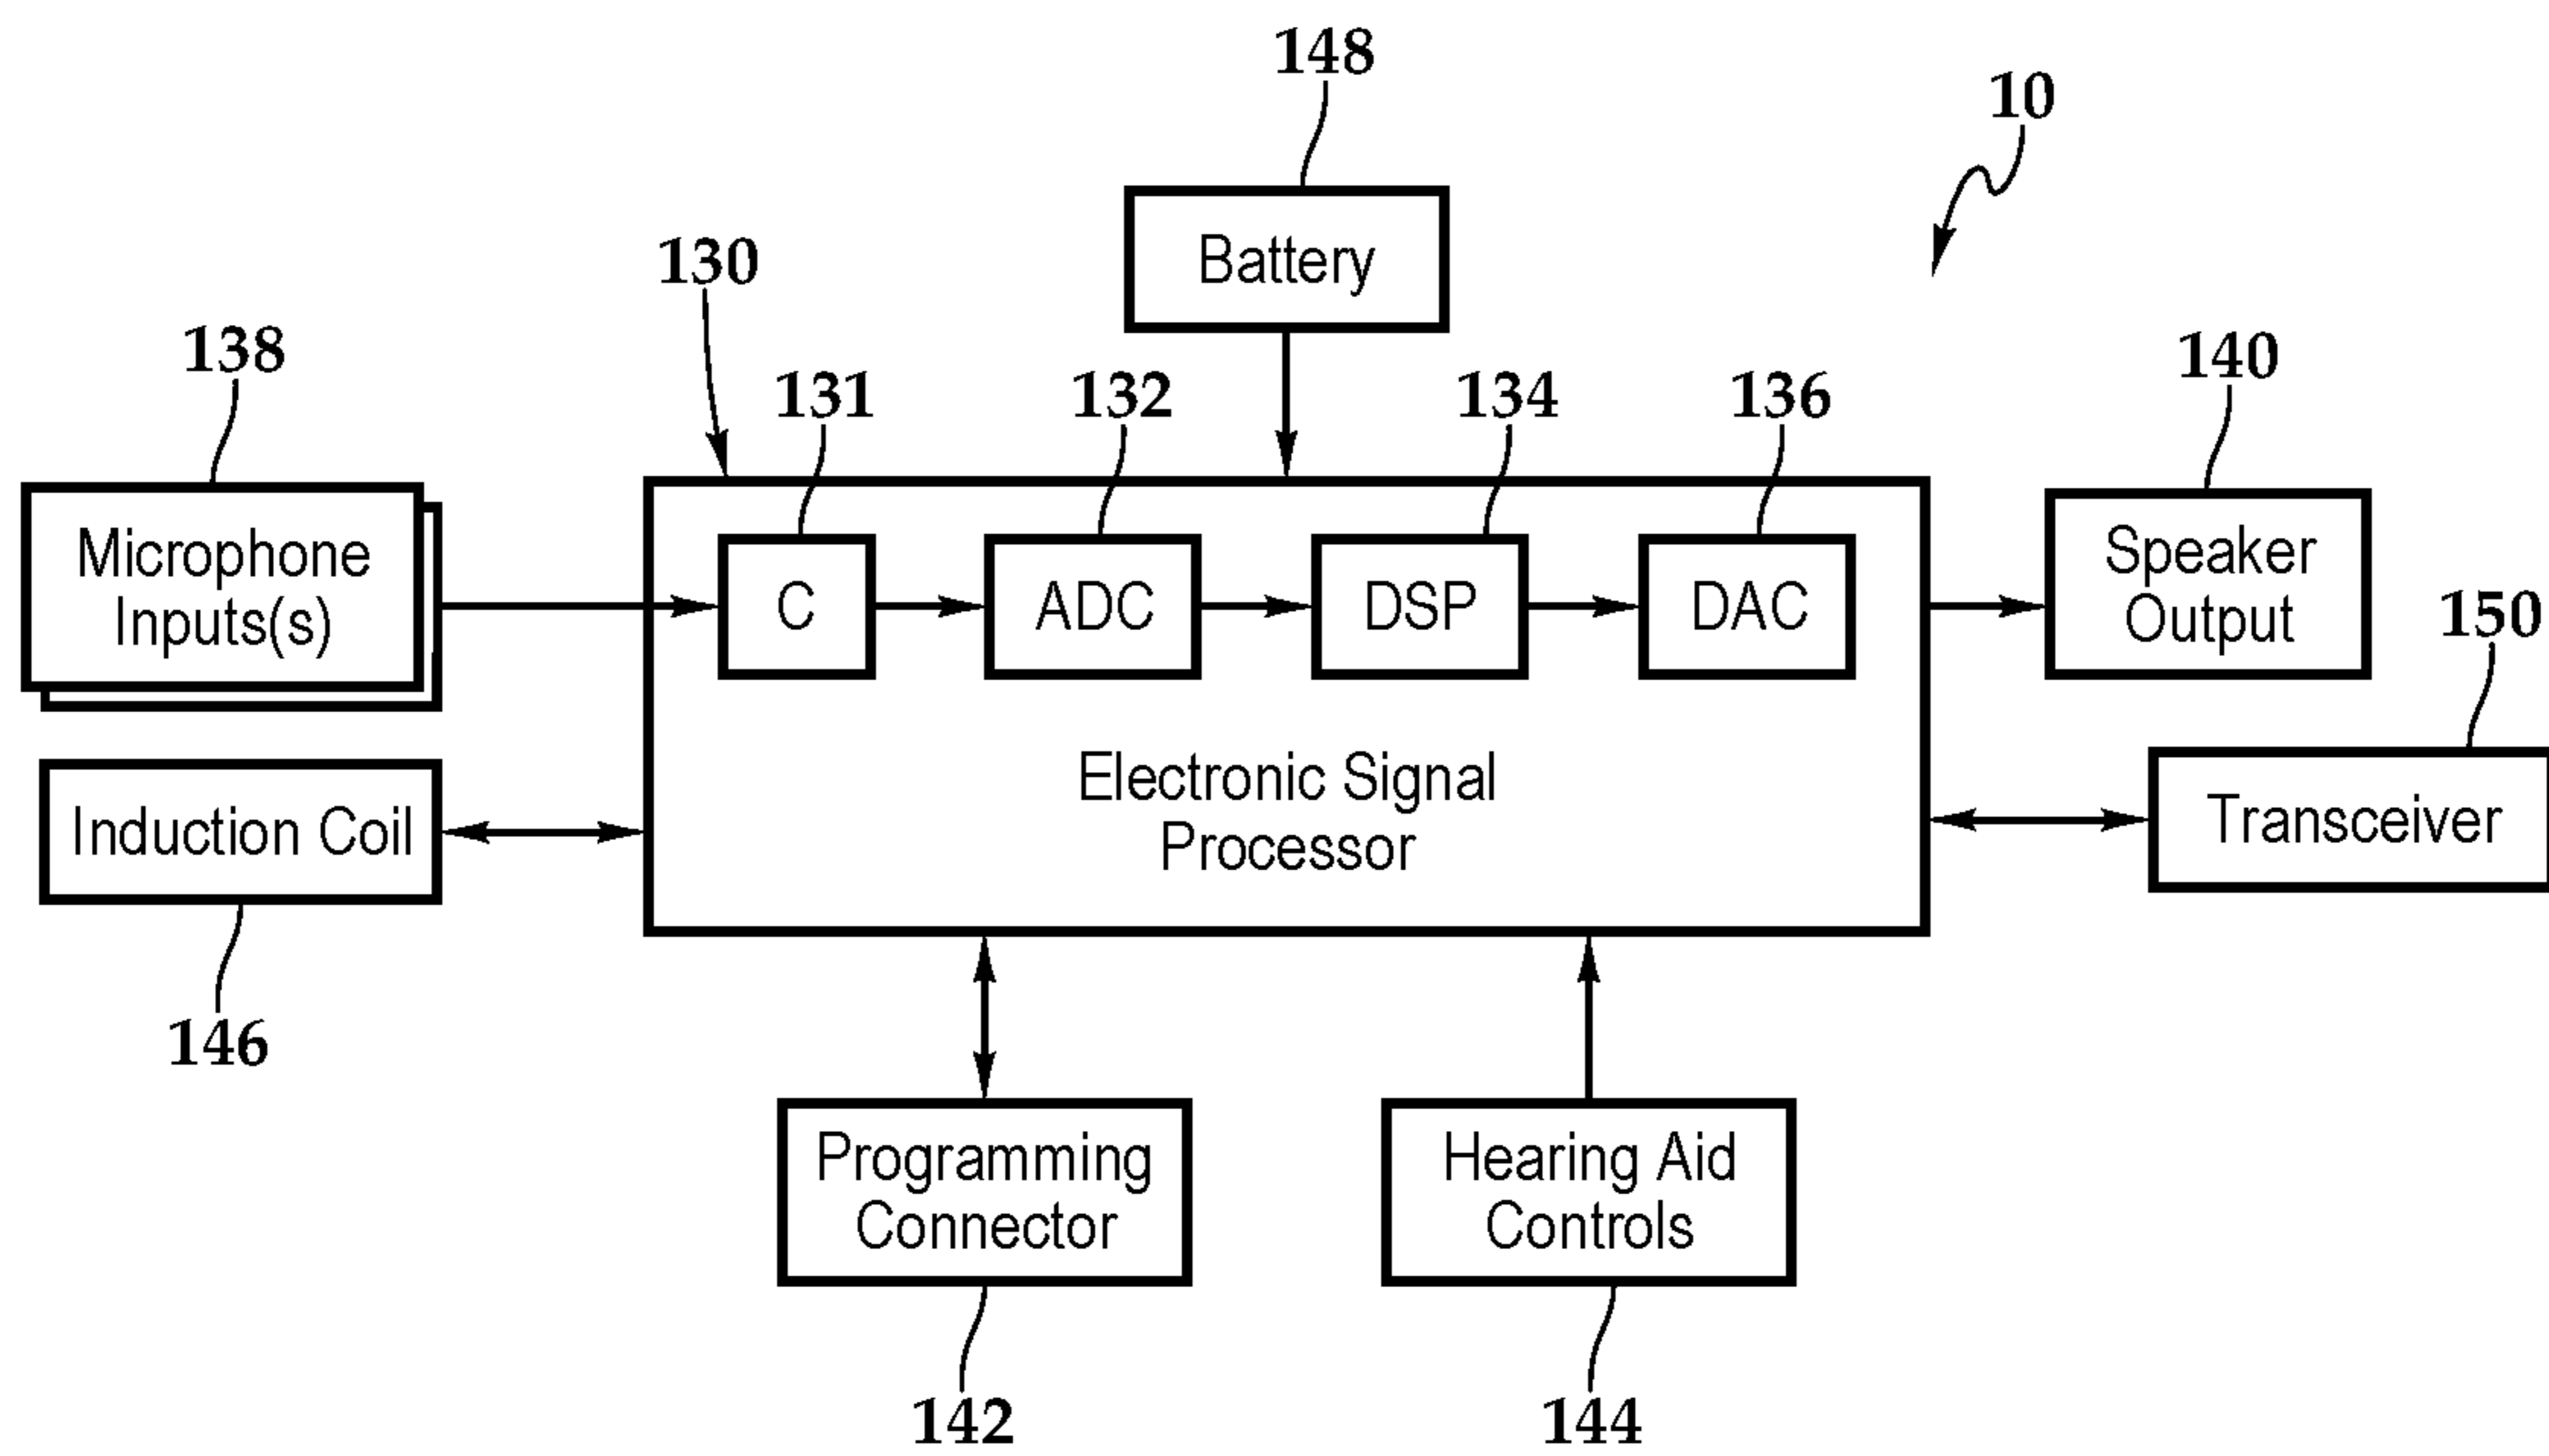 148
10
130
Battery
138
131
132
134
136
140
Microphone
Inputs(s)
C
ADC
DSP
DAC
Speaker
Output
150
Induction Coil
Electronic Signal
Processor
Transceiver
146
Programming
Connector
Hearing Aid
Controls
142
144